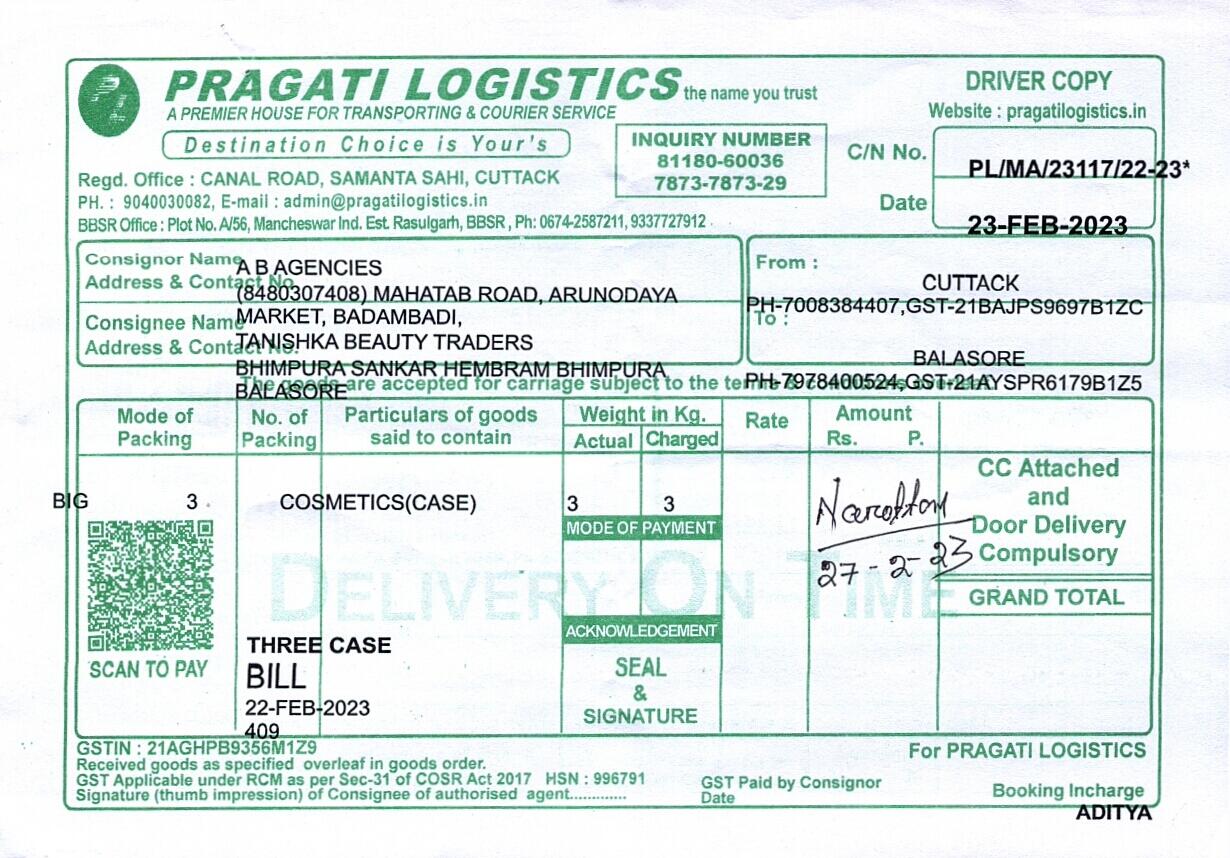 PRAGATI LOGISTICS the name you trust
A PREMIER HOUSE FOR TRANSPORTING & COURIER SERVICE
Destination Choice is Your's
Regd. Office : CANAL ROAD, SAMANTA SAHI, CUTTACK
PH. : 9040030082, E-mail : admin@pragatilogistics.in
BBSR Office : Plot No. A/56, Mancheswar Ind. Est. Rasulgarh, BBSR , Ph: 0674-2587211, 9337727912
INQUIRY NUMBER
81180-60036
7873-7873-29
DRIVER COPY
Website : pragatilogistics.in
C/N No. PL/MA/23117/22-23*
Date 23-FEB-2023
Consignor Name
Address & Contact No.
A B AGENCIES
(8480307408) MAHATAB ROAD, ARUNODAYA
MARKET, BADAMBADI,
Consignee Name
Address & Contact No.
TANISHKA BEAUTY TRADERS
BHIMPURA SANKAR HEMBRAM BHIMPURA
BALASORE
From :
CUTTACK
PH-7008384407,GST-21BAJPS9697B1ZC
To :
BALASORE
PH-7978400524,GST-21AYSPR6179B1Z5
The goods are accepted for carriage subject to the
Mode of Packing
No. of Packing
Particulars of goods said to contain
Weight in Kg.
Actual Charged
Rate
Amount
Rs. P.
BIG 3 COSMETICS(CASE) 3 3
MODE OF PAYMENT
27-2-23
CC Attached
and
Door Delivery
Compsulsory
GRAND TOTAL
DELIVERY ON TIME
SCAN TO PAY
THREE CASE
BILL
22-FEB-2023
409
ACKNOWLEDGEMENT
SEAL
&
SIGNATURE
GSTIN : 21AGHPB9356M1Z9
Received goods as specified overleaf in goods order.
GST Applicable under RCM as per Sec-31 of COSR Act 2017 HSN : 996791
Signature (thumb impression) of Consignee of authorised agent.............
GST Paid by Consignor
Date
For PRAGATI LOGISTICS
Booking Incharge
ADITYA